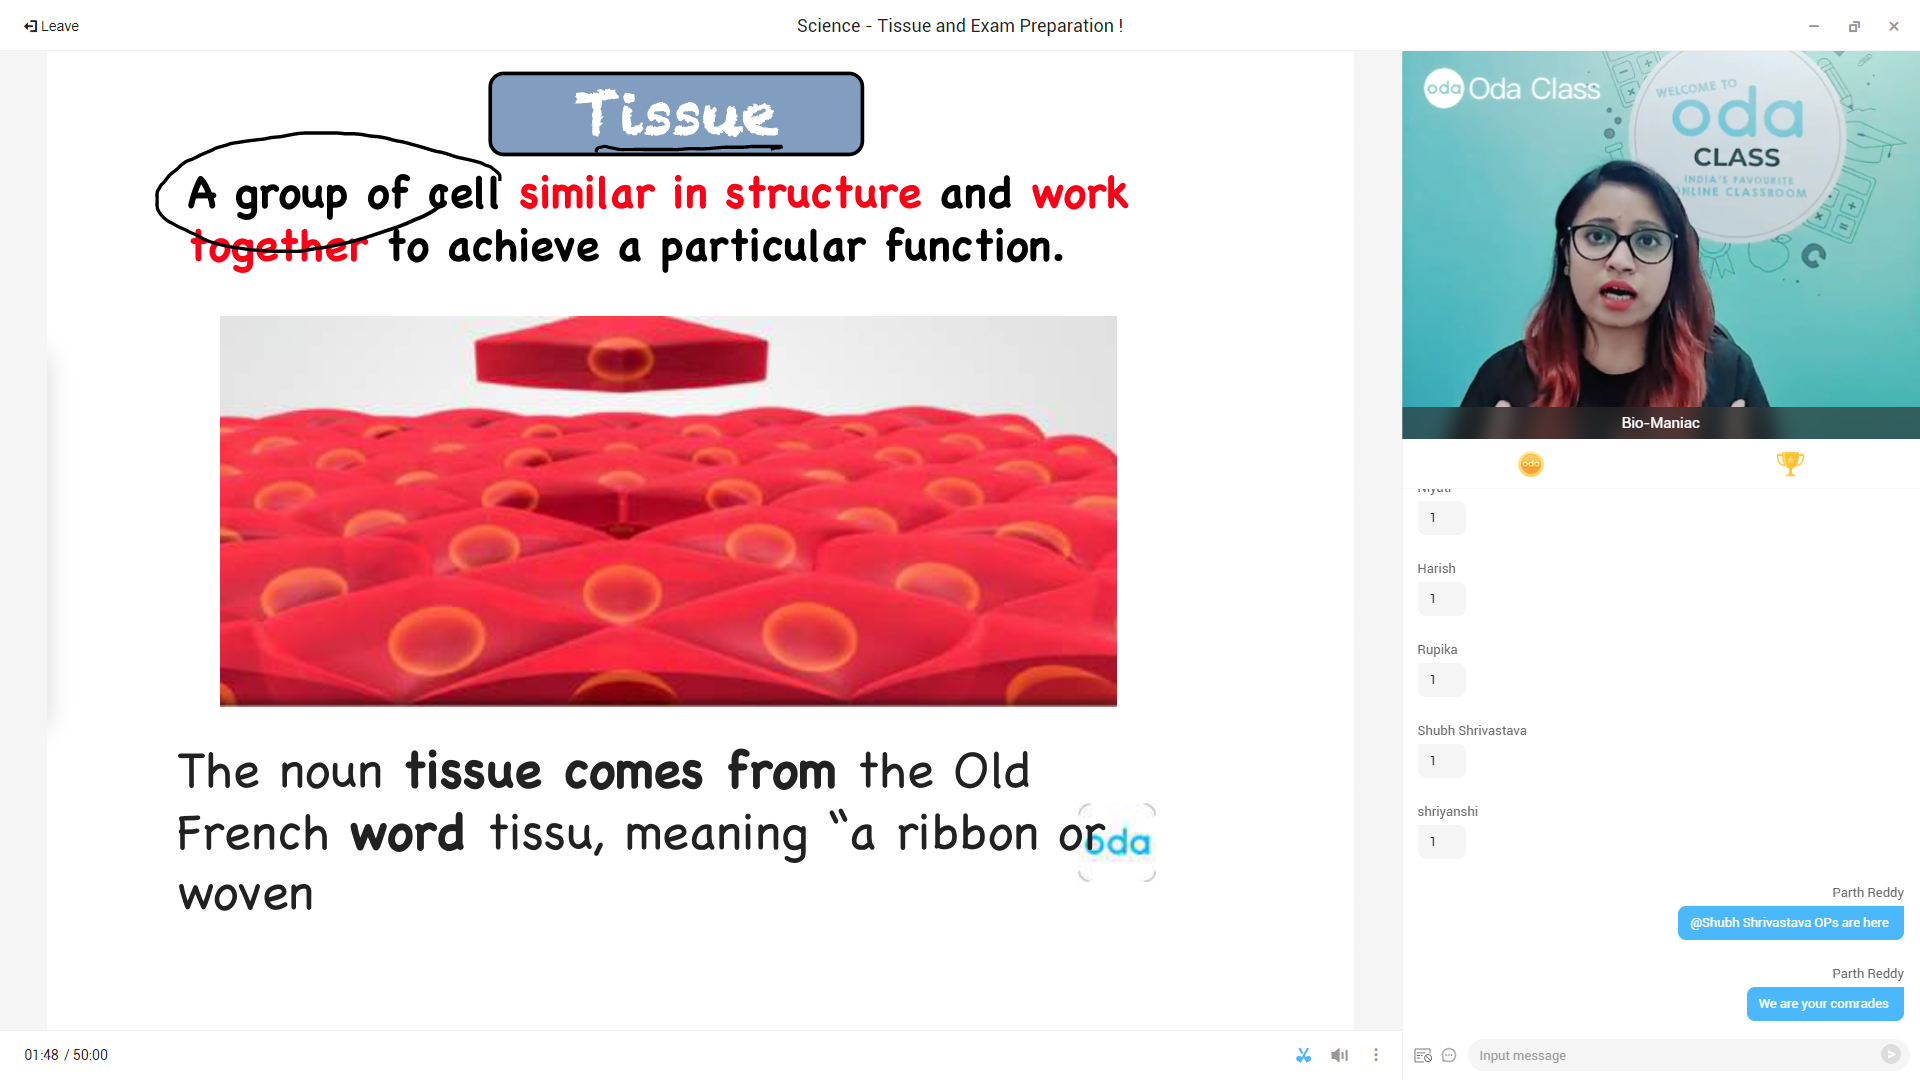 Leave
Science - Tissue and Exam Preparation !
Tissue
A group of cell similar in structure and work
together to achieve a particular function.
The noun tissue comes from the Old
French word tissu, meaning “a ribbon or
woven
oda
oda Oda Class
WELCOME TO
oda
CLASS
INDIA'S FAVOURITE
ONLINE CLASSROOM
Bio-Maniac
oda
Niyati
1
Harish
1
Rupika
1
Shubh Shrivastava
1
shriyanshi
1
Parth Reddy
@Shubh Shrivastava OPs are here
Parth Reddy
We are your comrades
01:48 / 50:00
Input message